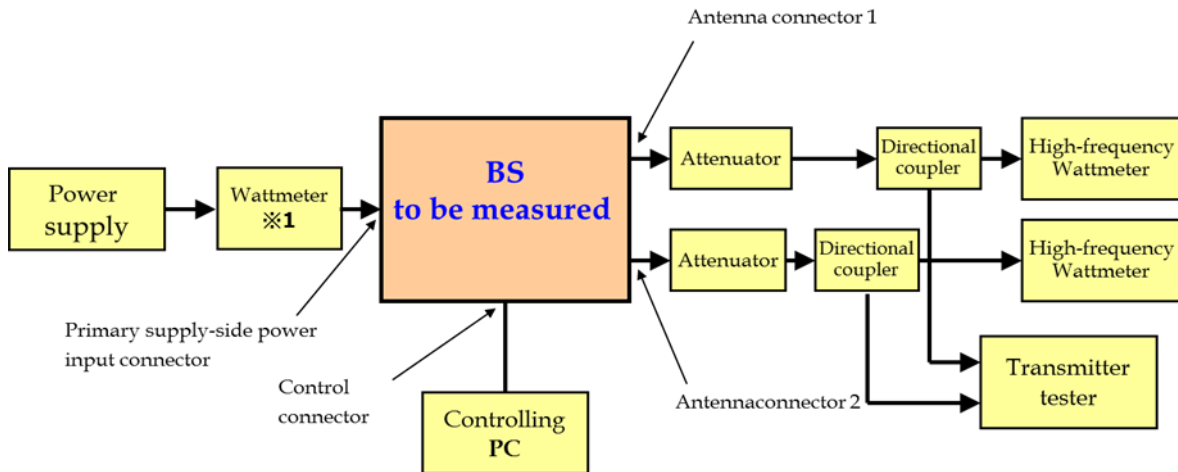 Antenna connector 1
Power
supply
Wattmeter
※1
BS
to be measured
Attenuator
Directional
coupler
High-frequency
Wattmeter
Attenuator
Directional
coupler
High-frequency
Wattmeter
Primary supply-side power
input connector
Control
connector
Controlling
PC
Antennaconnector 2
Transmitter
tester